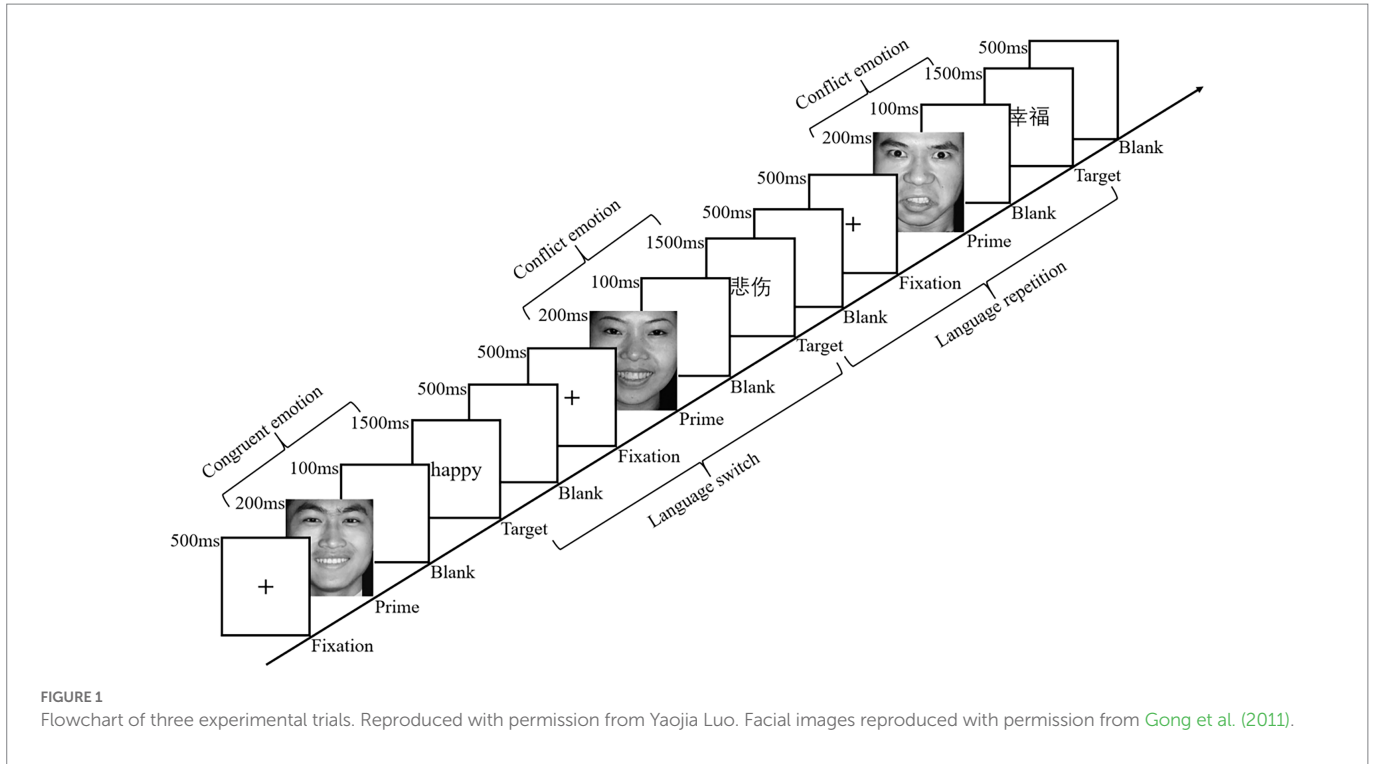 500ms
Conflict emotion
1500ms
100ms
幸福
200ms
Blank
Target
500ms
500ms
+
Blank
Conflict emotion
1500ms
Prime
100ms
悲伤
Fixation
Language repetition
200ms
Blank
Target
500ms
500ms
Blank
+
Prime
Congruent emotion
1500ms
Fixation
100ms
happy
Language switch
200ms
Blank
Target
500ms
Blank
+
Prime
Fixation
FIGURE 1
Flowchart of three experimental trials. Reproduced with permission from Yaojia Luo. Facial images reproduced with permission from Gong et al. (2011).